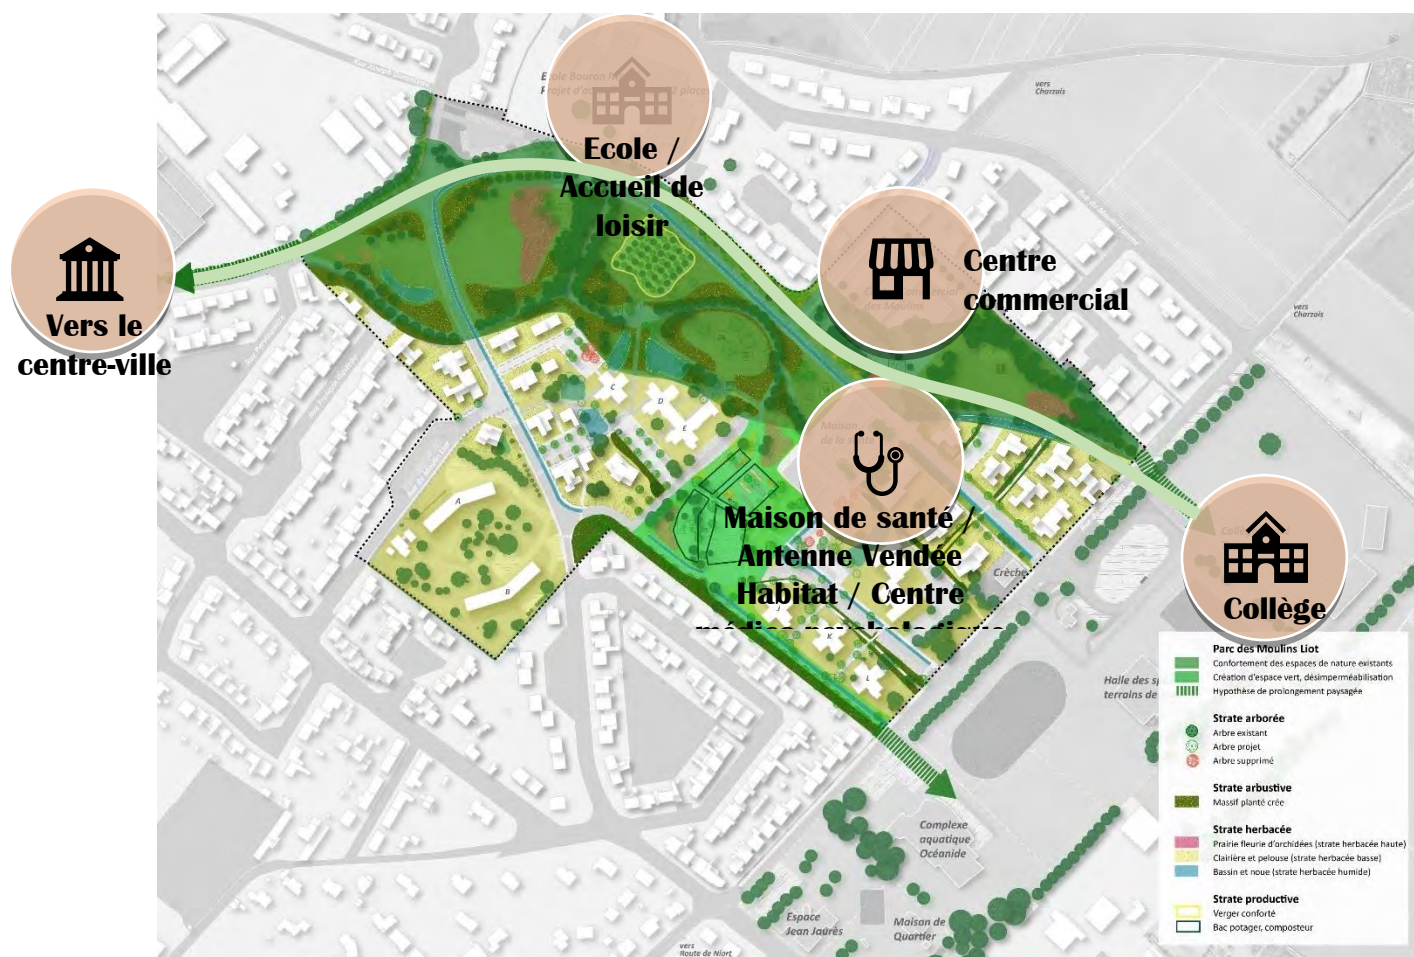 Ecole /
Accueil de
loisir
Centre
commercial
Vers le
centre-ville
Maison de santé /
Antenne Vendée
Habitat / Centre
Collège
vers
Charzais
vers
Charzais
C
D
E
A
B
J
K
L
Crèche
Halle des
terrains de
Complexe
aquatique
Océanide
Espace
Jean Jaurès
Maison de
Quartier
vers
Route de Niort
Parc des Moulins Liot
Confortement des espaces de nature existants
Création d'espace vert, désimperméabilisation
Hypothèse de prolongement paysagée
Strate arborée
Arbre existant
Arbre projet
Arbre supprimé
Strate arbustive
Massif planté crée
Strate herbacée
Prairie fleurie d'orchidées (strate herbacée haute)
Clairière et pelouse (strate herbacée basse)
Bassin et noue (strate herbacée humide)
Strate productive
Verger conforté
Bac potager, composteur